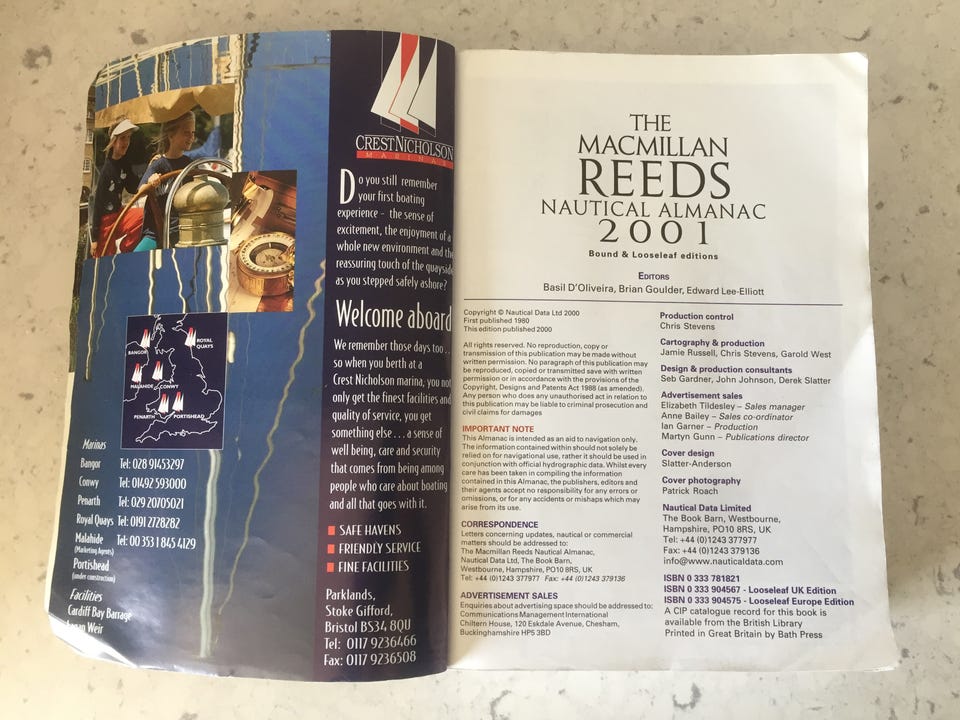 CREST NICHOLSON
MARINAS
Do you still remember
your first boating
experience - the sense of
excitement, the enjoyment of a
whole new environment and the
reassuring touch of the quayside
as you stepped safely ashore?
Welcome aboard
We remember those days too . .
so when you berth at a
Crest Nicholson marina, you not
only get the finest facilities and
quality of service, you get
something else . . . a sense of
well being, care and security
that comes from being among
people who care about boating
and all that goes with it.
SAFE HAVENS
FRIENDLY SERVICE
FINE FACILITIES
Parklands,
Stoke Gifford,
Bristol BS34 8QU
Tel: 0117 9236466
Fax: 0117 9236508
BANGOR
ROYAL
QUAYS
MALAHIDE
CONWY
PENARTH
PORTISHEAD
Marinas
Bangor Tel: 028 91453297
Conwy Tel: 01492 593000
Penarth Tel: 029 20705021
Royal Quays Tel: 0191 2728282
Malahide Tel: 00 353 1 845 4129
(Marketing Agents)
Portishead
(under construction)
Facilities
Cardiff Bay Barrage
Weir
THE
MACMILLAN
REEDS
NAUTICAL ALMANAC
2001
Bound & Looseleaf editions
EDITORS
Basil D'Oliveira, Brian Goulder, Edward Lee-Elliott
Copyright © Nautical Data Ltd 2000
First published 1980
This edition published 2000
All rights reserved. No reproduction, copy or
transmission of this publication may be made without
written permission. No paragraph of this publication may
be reproduced, copied or transmitted save with written
permission or in accordance with the provisions of the
Copyright, Designs and Patents Act 1988 (as amended).
Any person who does any unauthorised act in relation to
this publication may be liable to criminal prosecution and
civil claims for damages
IMPORTANT NOTE
This Almanac is intended as an aid to navigation only.
The information contained within should not solely be
relied on for navigational use, rather it should be used in
conjunction with official hydrographic data. Whilst every
care has been taken in compiling the information
contained in this Almanac, the publishers, editors and
their agents accept no responsibility for any errors or
omissions, or for any accidents or mishaps which may
arise from its use.
CORRESPONDENCE
Letters concerning updates, nautical or commercial
matters should be addressed to:
The Macmillan Reeds Nautical Almanac,
Nautical Data Ltd, The Book Barn,
Westbourne, Hampshire, PO10 8RS, UK
Tel: +44 (0)1243 377977 Fax: +44 (0)1243 379136
ADVERTISEMENT SALES
Enquiries about advertising space should be addressed to:
Communications Management International
Chiltern House, 120 Eskdale Avenue, Chesham,
Buckinghamshire HP5 3BD
Production control
Chris Stevens
Cartography & production
Jamie Russell, Chris Stevens, Garold West
Design & production consultants
Seb Gardner, John Johnson, Derek Slatter
Advertisement sales
Elizabeth Tildesley – Sales manager
Anne Bailey – Sales co-ordinator
Ian Garner – Production
Martyn Gunn – Publications director
Cover design
Slatter-Anderson
Cover photography
Patrick Roach
Nautical Data Limited
The Book Barn, Westbourne,
Hampshire, PO10 8RS, UK
Tel: +44 (0)1243 377977
Fax: +44 (0)1243 379136
info@www.nauticaldata.com
ISBN 0 333 781821
ISBN 0 333 904567 - Looseleaf UK Edition
ISBN 0 333 904575 - Looseleaf Europe Edition
A CIP catalogue record for this book is
available from the British Library
Printed in Great Britain by Bath Press